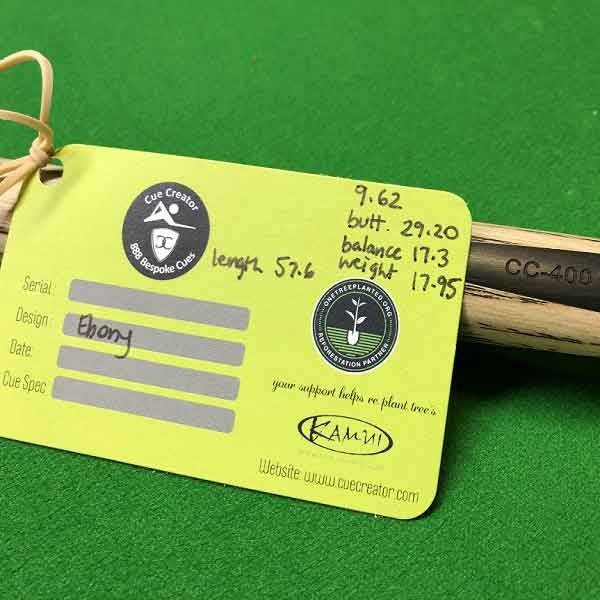 9.62
butt. 29.20
balance 17.3
weight 17.95
length 57.6
Cue Creator
CC
888 Bespoke Cues
CC-400
Serial:
Design: Ebony
Date:
Cue Spec
ONETREEPLANTED.ORG
REFORESTATION PARTNER
your support helps re plant tree's
KAMUI
Website: www.cuecreator.com